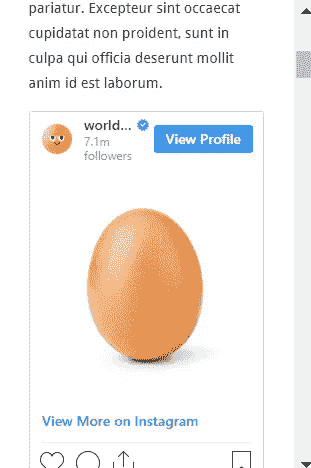 pariatur. Excepteur sint occaecat
cupidatat non proident, sunt in
culpa qui officia deserunt mollit
anim id est laborum.
world...
7.1m
followers
View Profile
View More on Instagram